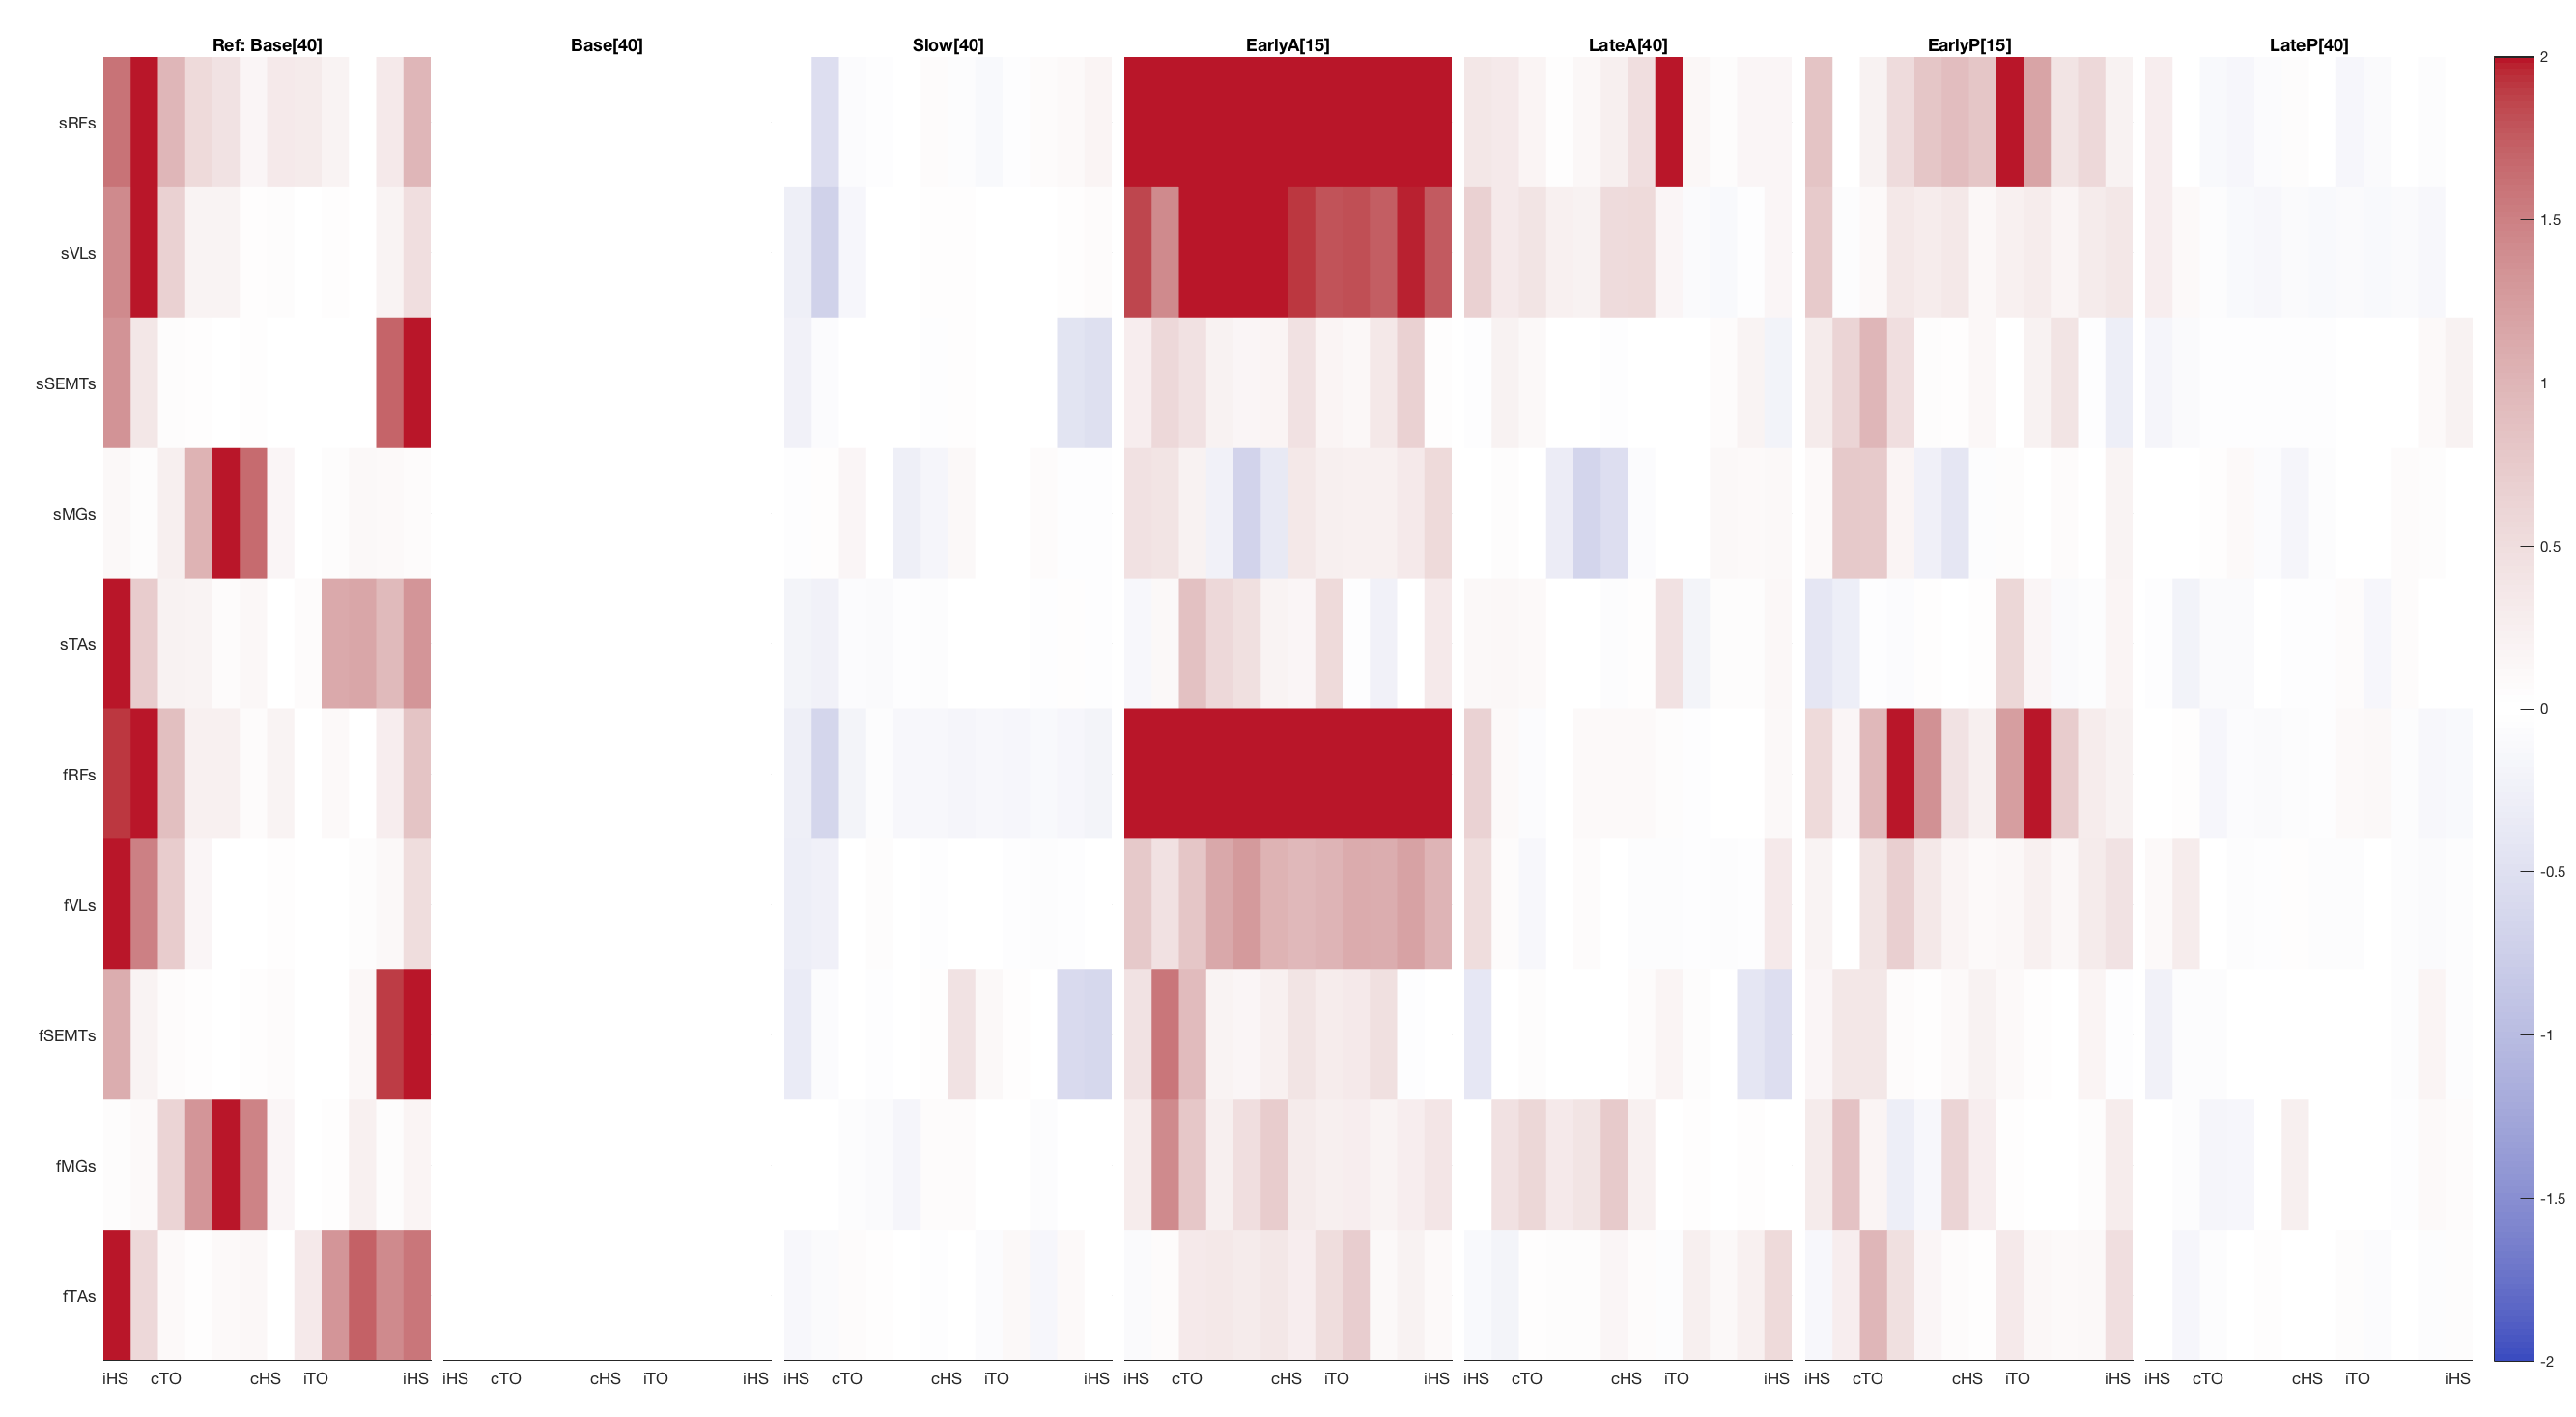 Ref: Base[40] Base[40] Slow[40] EarlyA[15] LateA[40] EarlyP[15] LateP[40]
2
sRFs
1.5
sVLs
1
sSEMTs
0.5
sMGs
sTAs
0
fRFs
-0.5
fVLs
-1
fSEMTs
fMGs
-1.5
fTAs
-2
iHS cTO cHS iTO iHS iHS cTO cHS iTO iHS iHS cTO cHS iTO iHS iHS cTO cHS iTO iHS iHS cTO cHS iTO iHS iHS cTO cHS iTO iHS iHS cTO cHS iTO iHS